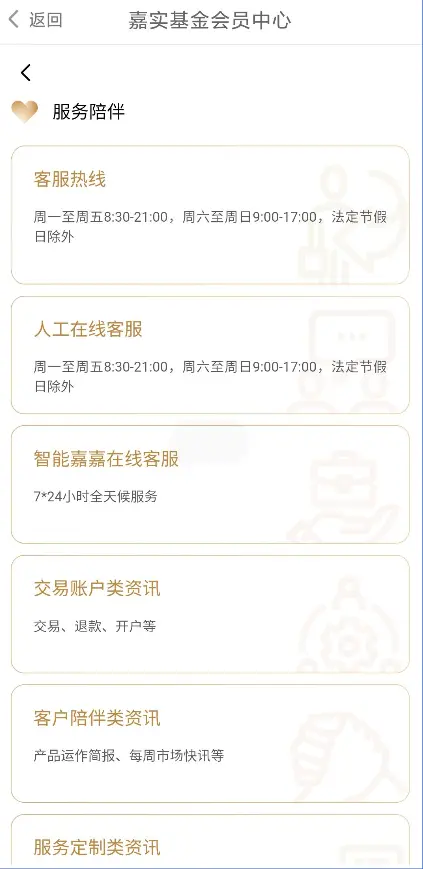 返回
嘉实基金会员中心
服务陪伴
客服热线
周一至周五8:30-21:00，周六至周日9:00-17:00，法定节假
日除外
人工在线客服
周一至周五8:30-21:00，周六至周日9:00-17:00，法定节假
日除外
智能嘉嘉在线客服
7*24小时全天候服务
交易账户类资讯
交易、退款、开户等
客户陪伴类资讯
产品运作简报、每周市场快讯等
服务定制类资讯